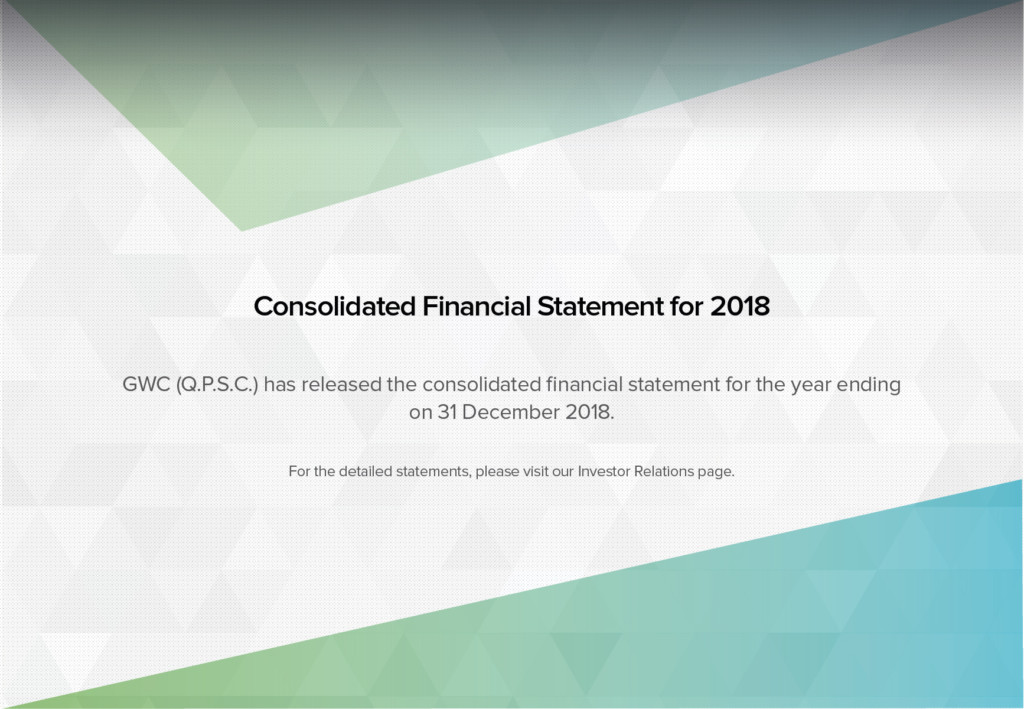 Consolidated Financial Statement for 2018
GWC (Q.P.S.C.) has released the consolidated financial statement for the year ending
on 31 December 2018.
For the detailed statements, please visit our Investor Relations page.